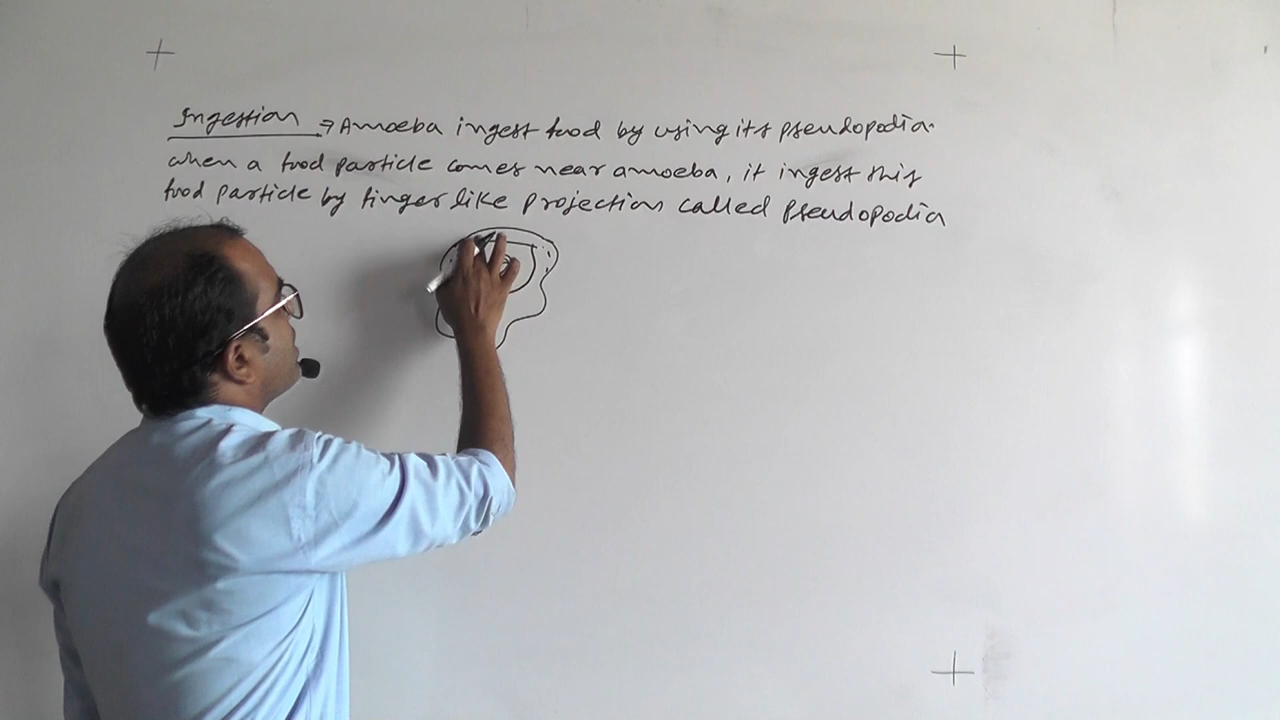 Ingestion ⇒ Amoeba ingest food by using its pseudopodia.
when a food particle comes near amoeba, it ingest this
food particle by finger like projection called pseudopodia